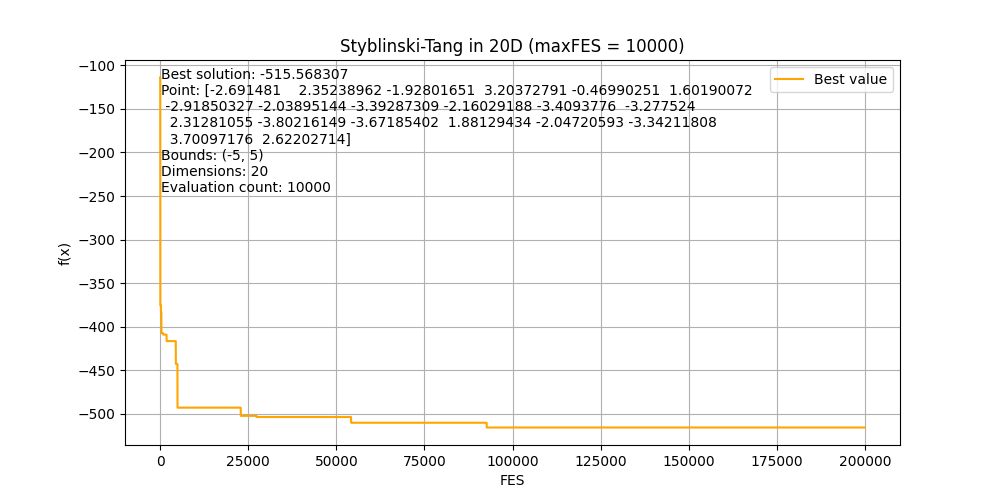 Styblinski-Tang in 20D (maxFES = 10000)
Best solution: -515.568307
Point: [-2.691481    2.35238962 -1.92801651  3.20372791 -0.46990251  1.60190072
-2.91850327 -2.03895144 -3.39287309 -2.16029188 -3.4093776  -3.277524
2.31281055 -3.80216149 -3.67185402  1.88129434 -2.04720593 -3.34211808
3.70097176  2.62202714]
Bounds: (-5, 5)
Dimensions: 20
Evaluation count: 10000
Best value
−100
−150
−200
−250
−300
−350
−400
−450
−500
f(x)
0 25000 50000 75000 100000 125000 150000 175000 200000
FES